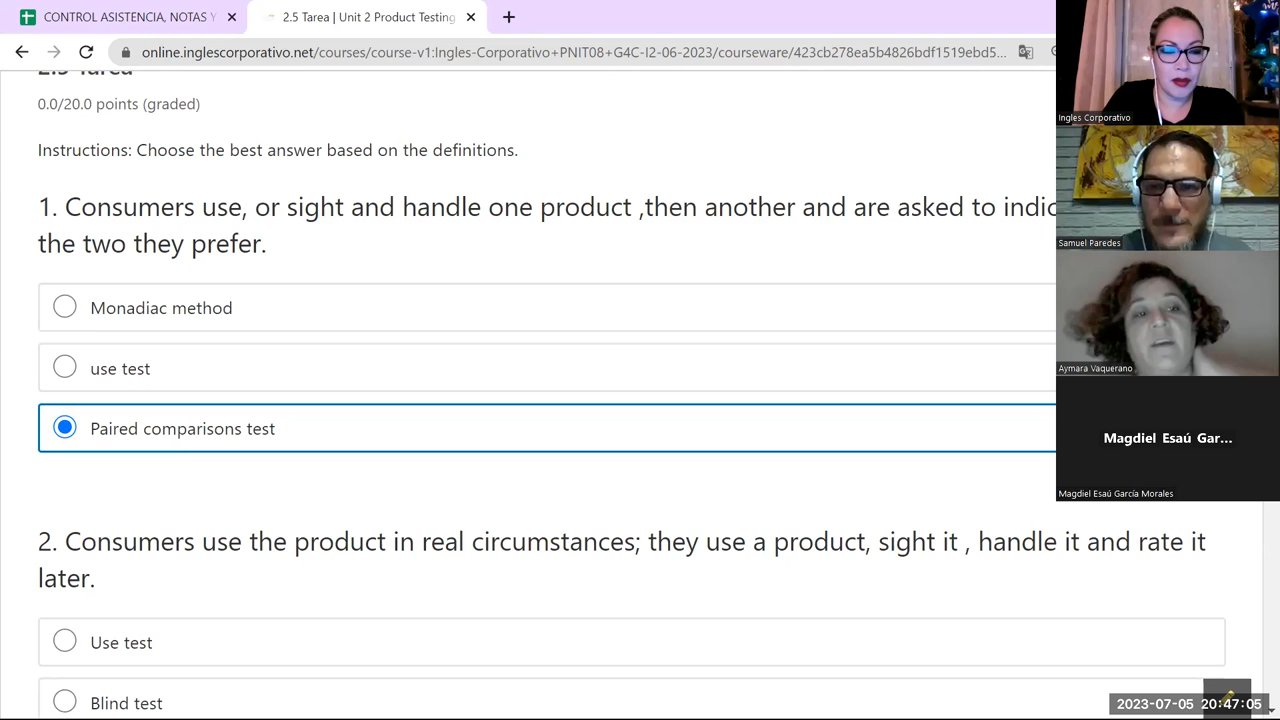 CONTROL ASISTENCIA, NOTAS Y
2.5 Tarea | Unit 2 Product Testing
online.inglescorporativo.net/courses/course-v1:Ingles-Corporativo+PNIT08+G4C-I2-06-2023/courseware/423cb278ea5b4826bdf1519ebd5...
2.5 Tarea
0.0/20.0 points (graded)
Instructions: Choose the best answer based on the definitions.
1. Consumers use, or sight and handle one product ,then another and are asked to indic
the two they prefer.
Monadiac method
use test
Paired comparisons test
2. Consumers use the product in real circumstances; they use a product, sight it , handle it and rate it
later.
Use test
Blind test
Ingles Corporativo
Samuel Paredes
Aymara Vaquerano
Magdiel Esaú Gar...
Magdiel Esaú García Morales
2023-07-05 20:47:05